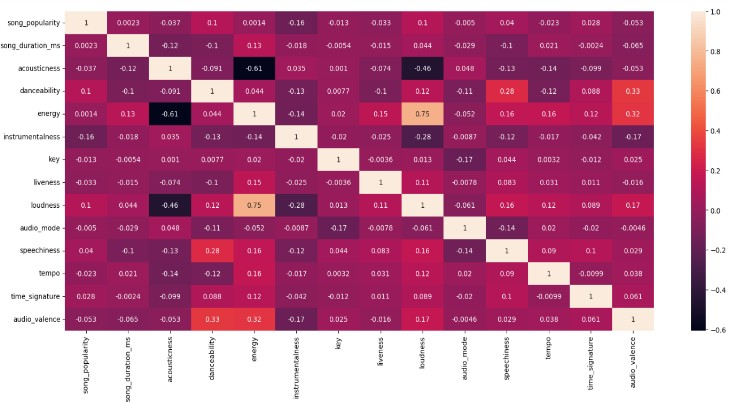 song_popularity 1 0.0023 -0.037 0.1 0.0014 -0.16 -0.013 -0.033 0.1 -0.005 0.04 -0.023 0.028 -0.053
song_duration_ms 0.0023 1 -0.12 -0.1 0.13 -0.018 -0.0054 -0.015 0.044 -0.029 -0.1 0.021 -0.0024 -0.065
acousticness -0.037 -0.12 1 -0.091 -0.61 0.035 0.001 -0.074 -0.46 0.048 -0.13 -0.14 -0.099 -0.053
danceability 0.1 -0.1 -0.091 1 0.044 -0.13 0.0077 -0.1 0.12 -0.11 0.28 -0.12 0.088 0.33
energy 0.0014 0.13 -0.61 0.044 1 -0.14 0.02 0.15 0.75 -0.052 0.16 0.16 0.12 0.32
instrumentalness -0.16 -0.018 0.035 -0.13 -0.14 1 -0.02 -0.025 -0.28 -0.0087 -0.12 -0.017 -0.042 -0.17
key -0.013 -0.0054 0.001 0.0077 0.02 -0.02 1 -0.0036 0.013 -0.17 0.044 0.0032 -0.012 0.025
liveness -0.033 -0.015 -0.074 -0.1 0.15 -0.025 -0.0036 1 0.11 -0.0078 0.083 0.031 0.011 -0.016
loudness 0.1 0.044 -0.46 0.12 0.75 -0.28 0.013 0.11 1 -0.061 0.16 0.12 0.089 0.17
audio_mode -0.005 -0.029 0.048 -0.11 -0.052 -0.0087 -0.17 -0.0078 -0.061 1 -0.14 0.02 -0.02 -0.0046
speechiness 0.04 -0.1 -0.13 0.28 0.16 -0.12 0.044 0.083 0.16 -0.14 1 0.09 0.1 0.029
tempo -0.023 0.021 -0.14 -0.12 0.16 -0.017 0.0032 0.031 0.12 0.02 0.09 1 -0.0099 0.038
time_signature 0.028 -0.0024 -0.099 0.088 0.12 -0.042 -0.012 0.011 0.089 -0.02 0.1 -0.0099 1 0.061
audio_valence -0.053 -0.065 -0.053 0.33 0.32 -0.17 0.025 -0.016 0.17 -0.0046 0.029 0.038 0.061 1
song_popularity song_duration_ms acousticness danceability energy instrumentalness key liveness loudness audio_mode speechiness tempo time_signature audio_valence
1.0
0.8
0.6
0.4
0.2
0.0
−0.2
−0.4
−0.6